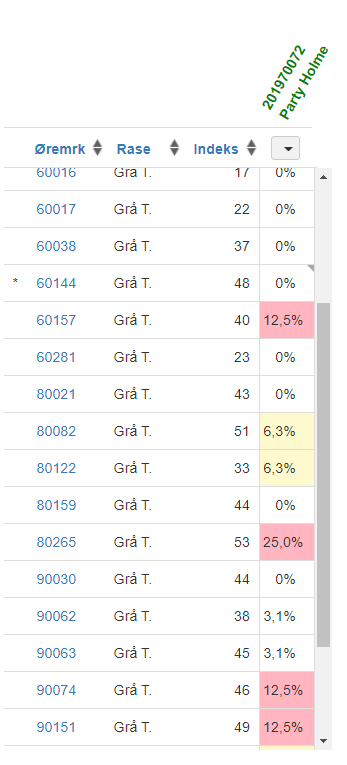 201970072
Party Holme
Øremrk Rase Indeks
60016 Grå T. 17 0%
60017 Grå T. 22 0%
60038 Grå T. 37 0%
* 60144 Grå T. 48 0%
60157 Grå T. 40 12,5%
60281 Grå T. 23 0%
80021 Grå T. 43 0%
80082 Grå T. 51 6,3%
80122 Grå T. 33 6,3%
80159 Grå T. 44 0%
80265 Grå T. 53 25,0%
90030 Grå T. 44 0%
90062 Grå T. 38 3,1%
90063 Grå T. 45 3,1%
90074 Grå T. 46 12,5%
90151 Grå T. 49 12,5%